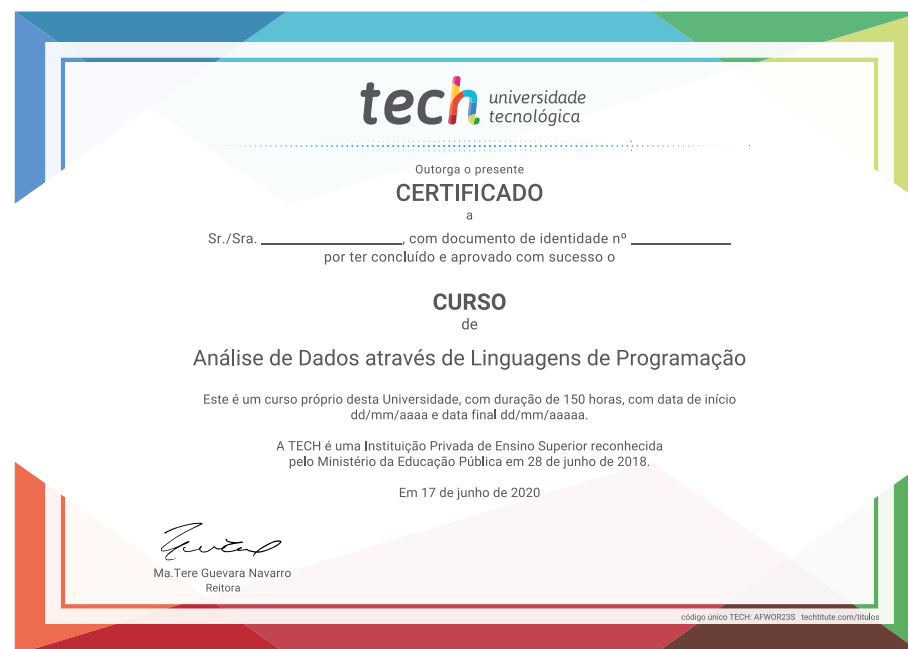 tech universidade
tecnológica
Outorga o presente
CERTIFICADO
a
Sr./Sra. ________________, com documento de identidade nº ____________
por ter concluído e aprovado com sucesso o
CURSO
de
Análise de Dados através de Linguagens de Programação
Este é um curso próprio desta Universidade, com duração de 150 horas, com data de início
dd/mm/aaaa e data final dd/mm/aaaaa.
A TECH é uma Instituição Privada de Ensino Superior reconhecida
pelo Ministério da Educação Pública em 28 de junho de 2018.
Em 17 de junho de 2020
Ma.Tere Guevara Navarro
Reitora
código único TECH: AFWOR23S techtitute.com/titulos